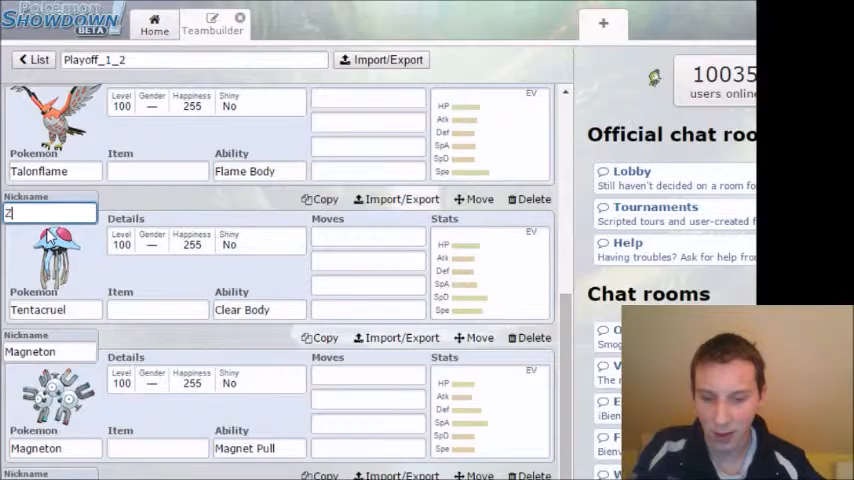 Pokémon
SHOWDOWN!
BETA
Home
Teambuilder
+
List
Playoff_1_2
Import/Export
Level
Gender
Happiness
Shiny
100
—
255
No
EV
HP
Atk
Def
SpA
SpD
Spe
Pokemon
Item
Ability
Talonflame
Flame Body
Nickname
Copy
Import/Export
Move
Delete
Z
Details
Moves
Stats
Level
Gender
Happiness
Shiny
100
—
255
No
EV
HP
Atk
Def
SpA
SpD
Spe
Pokemon
Item
Ability
Tentacruel
Clear Body
Nickname
Copy
Import/Export
Move
Delete
Magneton
Details
Moves
Stats
Level
Gender
Happiness
Shiny
100
—
255
No
EV
HP
Atk
Def
SpA
SpD
Spe
Pokemon
Item
Ability
Magneton
Magnet Pull
Nickname
Copy
Import/Export
Move
Delete
10035
users onlin
Official chat roo
Lobby
Still haven't decided on a room fo
Tournaments
Scripted tours and user-created f
Help
Having troubles? Ask for help from
Chat rooms
O
Smog
V
The n
E
¡Bien
F
Bienv
W